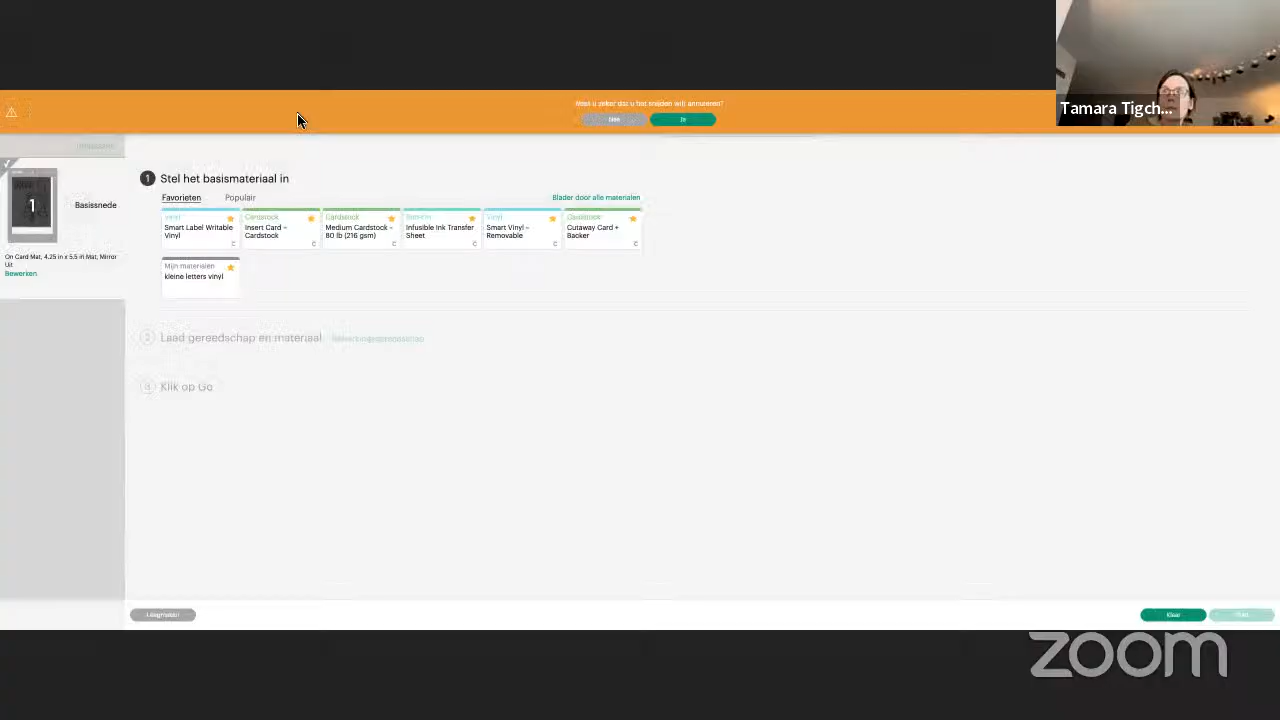 Tamara Tigch...
Weet u zeker dat u het snijden wilt annuleren?
Nee
Ja
1
Basissnede
On Card Mat, 4.25 in x 5.5 in Mat, Mirror
Uit
Bewerken
1 Stel het basismateriaal in
Favorieten
Populair
Blader door alle materialen
Vinyl
Smart Label Writable
Vinyl
C
Cardstock
Insert Card –
Cardstock
C
Cardstock
Medium Cardstock –
80 lb (216 gsm)
C
Infusible Ink Transfer
Sheet
C
Vinyl
Smart Vinyl –
Removable
C
Cardstock
Cutaway Card +
Backer
C
Mijn materialen
kleine letters vinyl
2 Laad gereedschap en materiaal
3 Klik op Go
Klaar
zoom